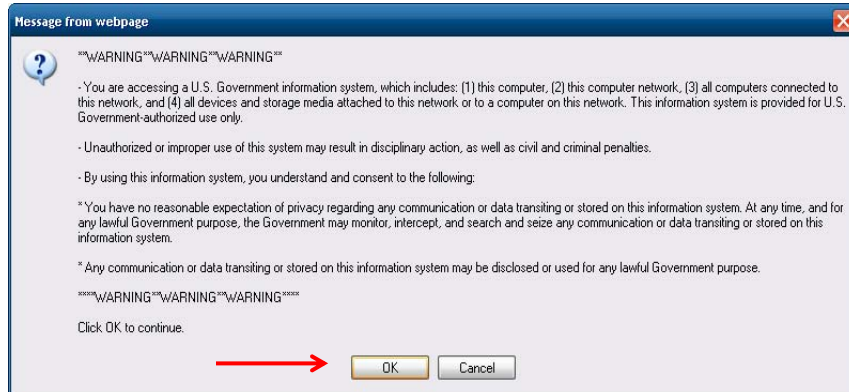 Message from webpage
**WARNING**WARNING**WARNING**
- You are accessing a U.S. Government information system, which includes: (1) this computer, (2) this computer network, (3) all computers connected to
this network, and (4) all devices and storage media attached to this network or to a computer on this network. This information system is provided for U.S.
Government-authorized use only.
- Unauthorized or improper use of this system may result in disciplinary action, as well as civil and criminal penalties.
- By using this information system, you understand and consent to the following:
* You have no reasonable expectation of privacy regarding any communication or data transiting or stored on this information system. At any time, and for
any lawful Government purpose, the Government may monitor, intercept, and search and seize any communication or data transiting or stored on this
information system.
* Any communication or data transiting or stored on this information system may be disclosed or used for any lawful Government purpose.
****WARNING**WARNING**WARNING****
Click OK to continue.
OK
Cancel